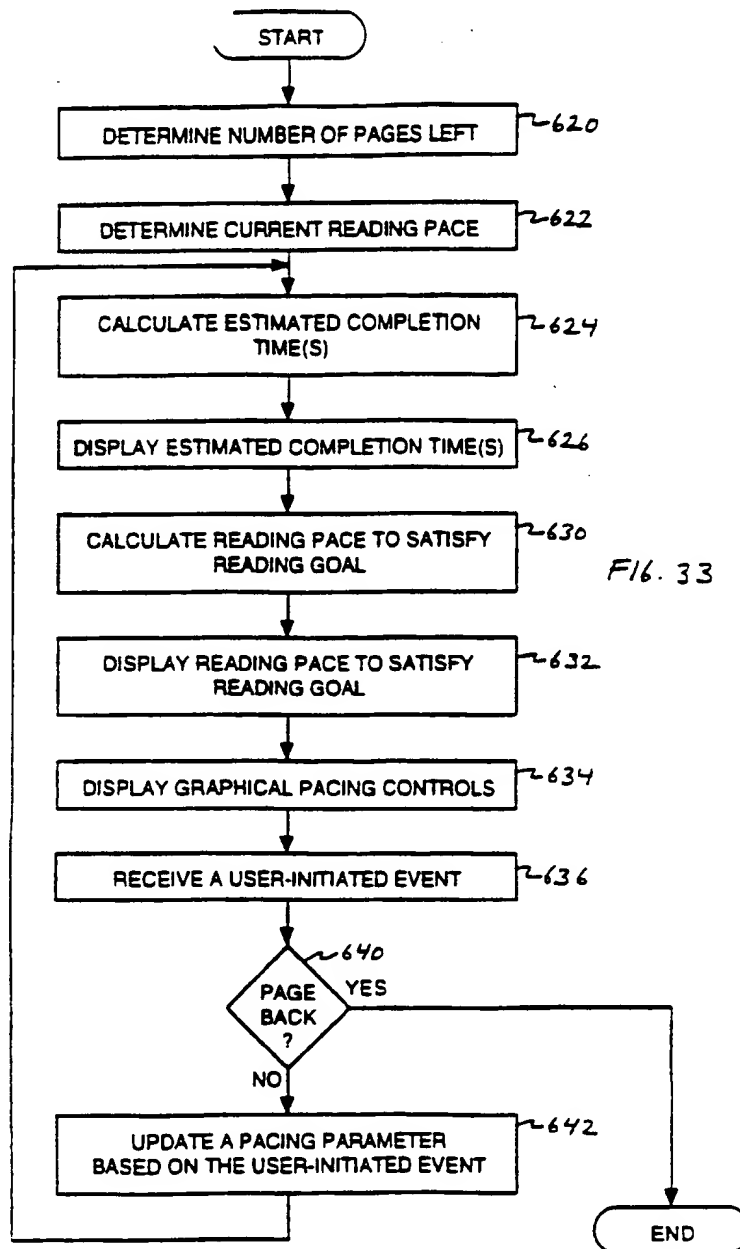 START
DETERMINE NUMBER OF PAGES LEFT
620
DETERMINE CURRENT READING PACE
622
CALCULATE ESTIMATED COMPLETION
TIME(S)
624
DISPLAY ESTIMATED COMPLETION TIME(S)
626
CALCULATE READING PACE TO SATISFY
READING GOAL
630
FIG. 33
DISPLAY READING PACE TO SATISFY
READING GOAL
632
DISPLAY GRAPHICAL PACING CONTROLS
634
RECEIVE A USER-INITIATED EVENT
636
640
PAGE
BACK
?
YES
NO
UPDATE A PACING PARAMETER
BASED ON THE USER-INITIATED EVENT
642
END